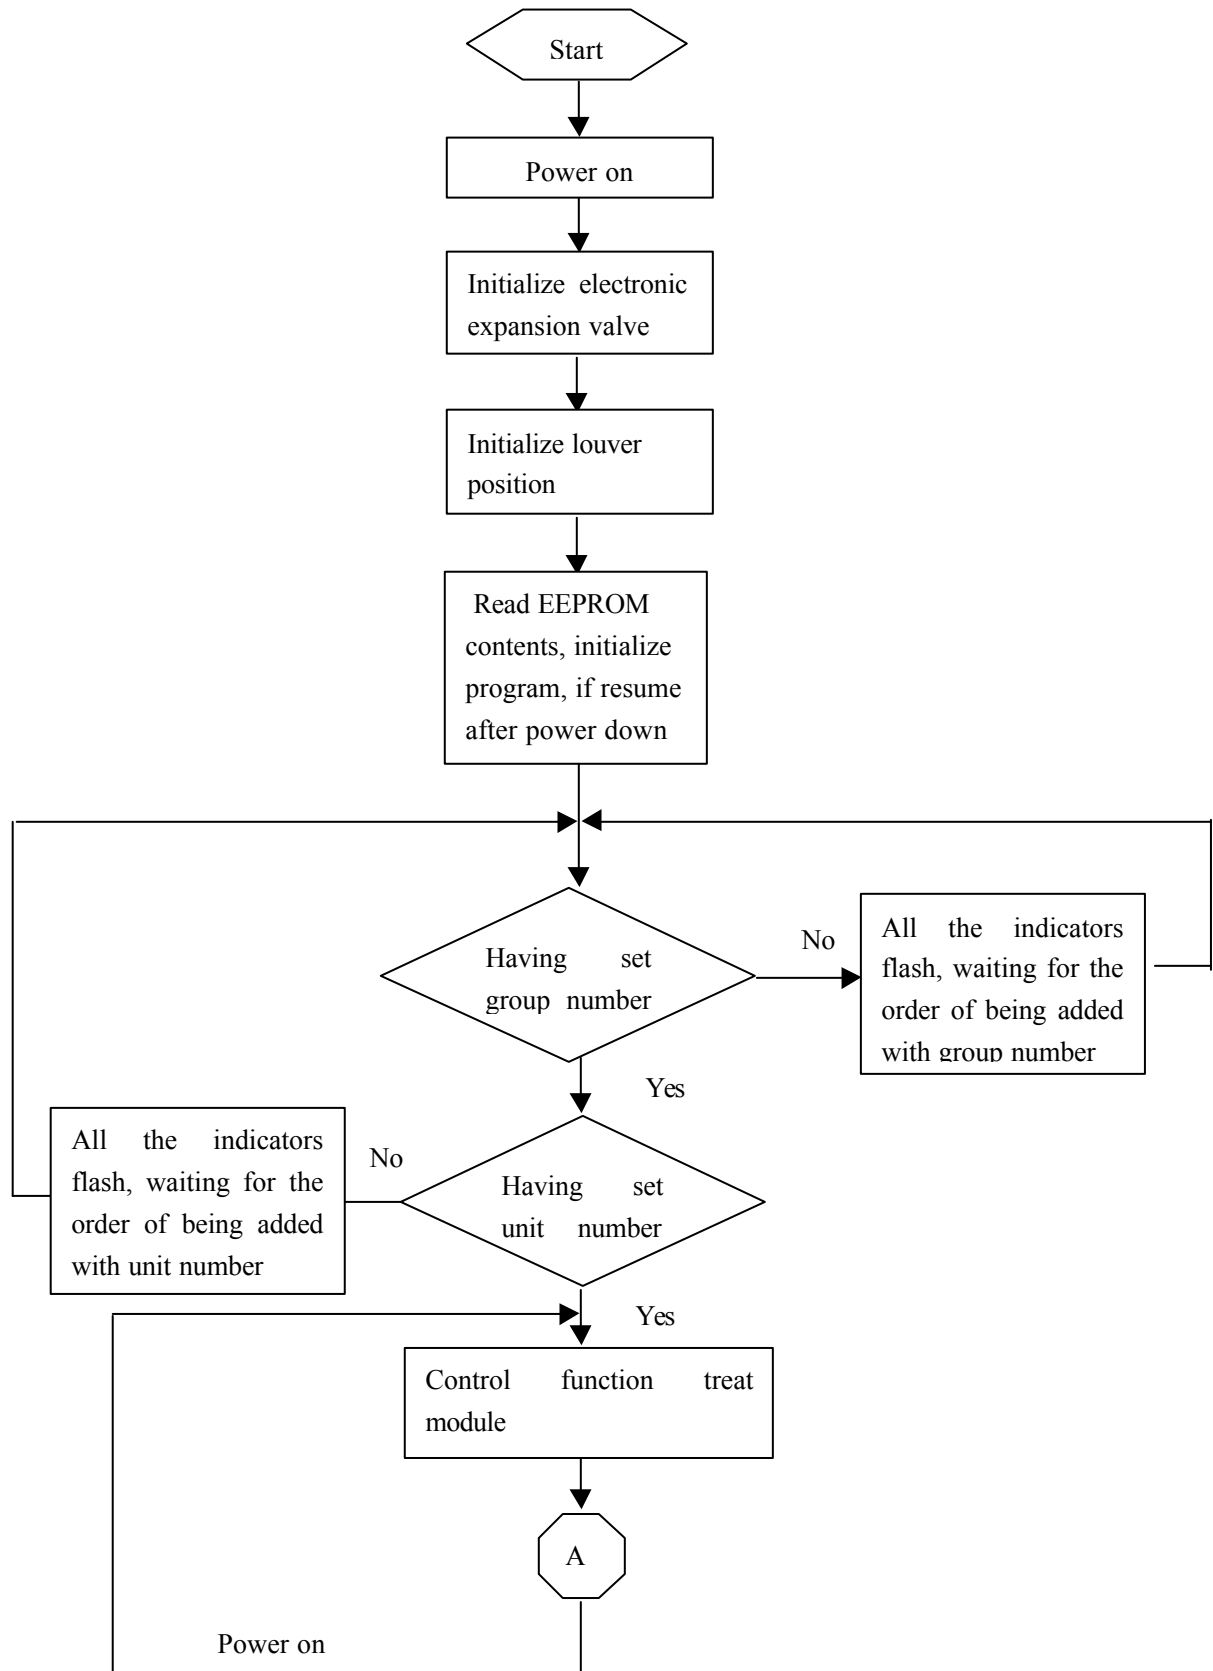 Start
Power on
Initialize electronic
expansion valve
Initialize louver
position
Read EEPROM
contents, initialize
program, if resume
after power down
Having set
group number
No
All the indicators
flash, waiting for the
order of being added
with group number
Yes
All the indicators
flash, waiting for the
order of being added
with unit number
No
Having set
unit number
Yes
Control function treat
module
A
Power on